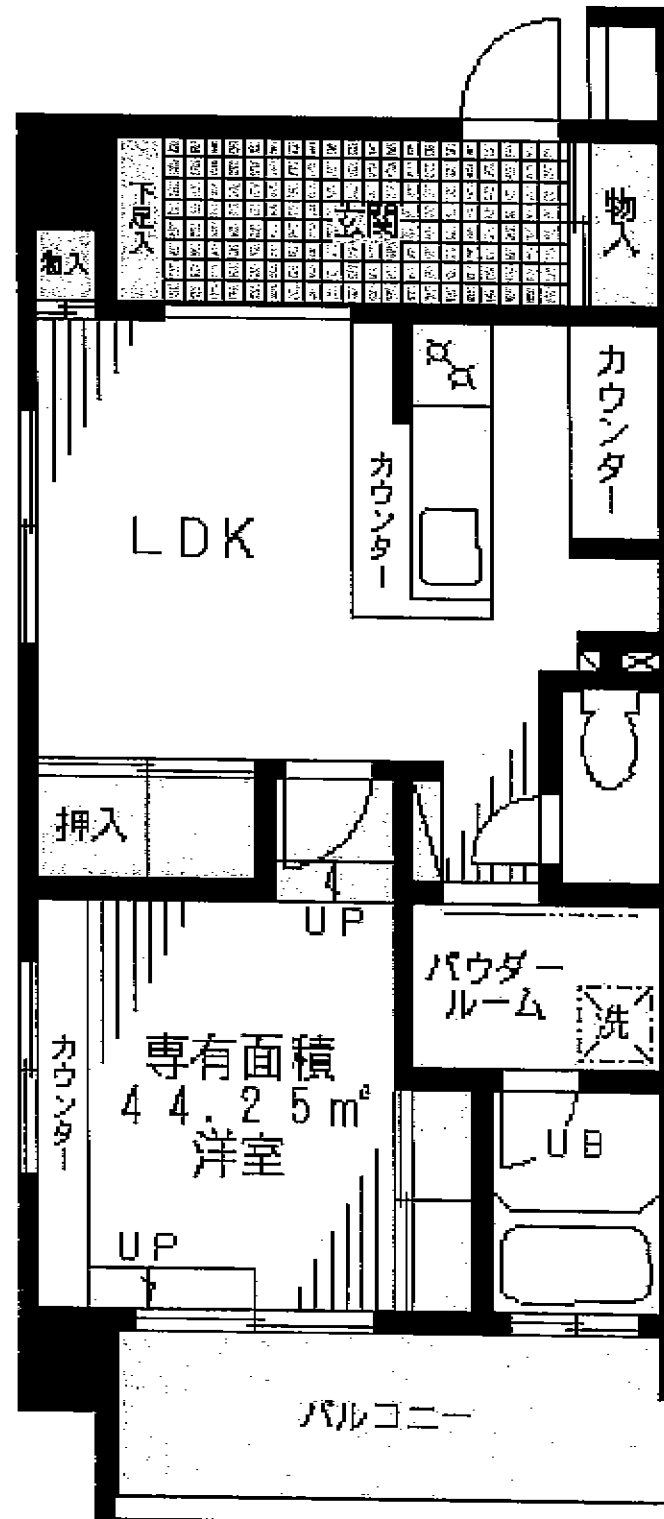 下足入
玄関
物入
物入
カウンター
カウンター
LDK
押入
UP
パウダー
ルーム
洗
カウンター
専有面積
44.25㎡
洋室
UB
UP
バルコニー